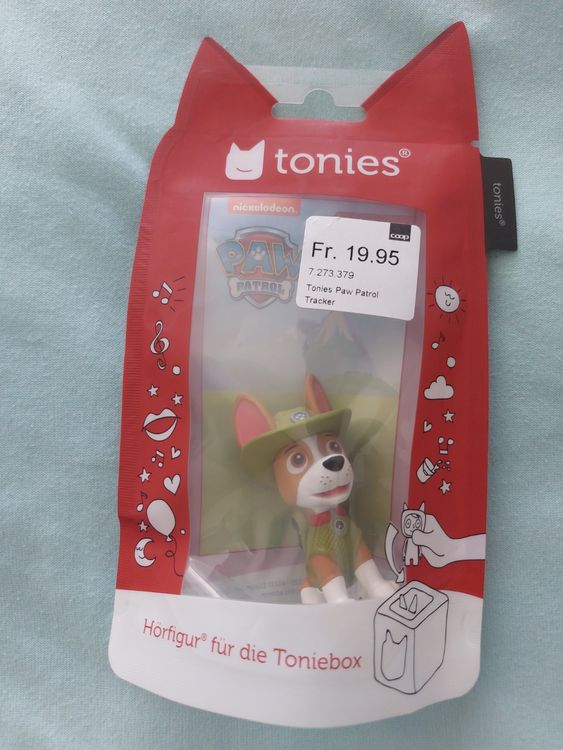 tonies®
tonies®
nickelodeon
PAW
PATROL
coop
Fr. 19.95
7.273.379
Tonies Paw Patrol
Tracker
Hörfigur® für die Toniebox